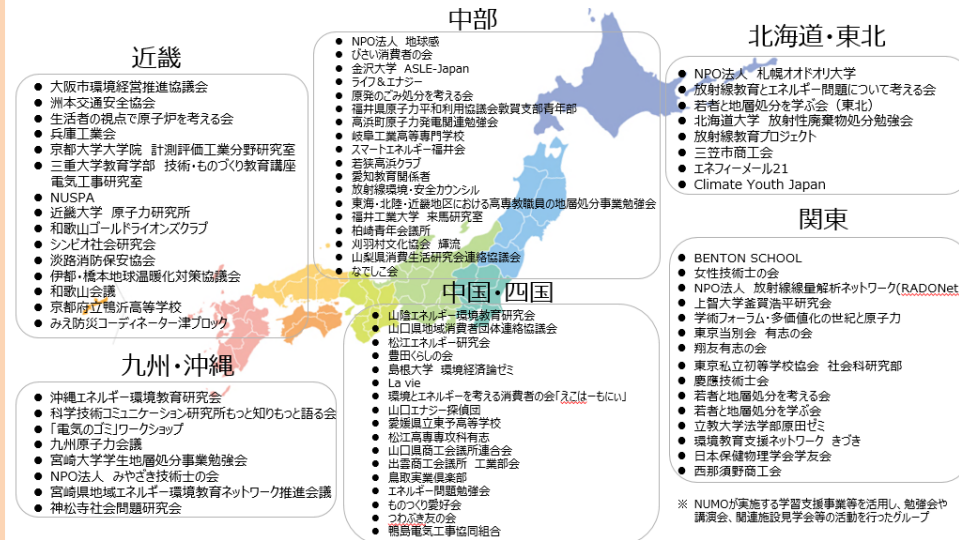 近畿
大阪市環境経営推進協議会
洲本交通安全協会
生活者の視点で原子炉を考える会
兵庫工業会
京都大学大学院 計測評価工業分野研究室
三重大学教育学部 技術・ものづくり教育講座
電気工事研究室
NUSPA
近畿大学 原子力研究所
和歌山ゴールドライオンズクラブ
シンビオ社会研究会
淡路消防保安協会
伊都・橋本地球温暖化対策協議会
和歌山会議
京都府立鴨沂高等学校
みえ防災コーディネーター津ブロック
中部
NPO法人 地球感
びさい消費者の会
金沢大学 ASLE-Japan
ライフ&エナジー
原発のごみ処分を考える会
福井県原子力平和利用協議会敦賀支部青年部
高浜町原子力発電関連勉強会
岐阜工業高等専門学校
スマートエネルギー福井会
若狭高浜クラブ
愛知教育関係者
放射線環境・安全カウンシル
東海・北陸・近畿地区における高専教職員の地層処分事業勉強会
福井工業大学 来馬研究室
柏崎青年会議所
刈羽村文化協会 輝流
山梨県消費生活研究会連絡協議会
なでしこ会
北海道・東北
NPO法人 札幌オオドオリ大学
放射線教育とエネルギー問題について考える会
若者と地層処分を学ぶ会（東北）
北海道大学 放射性廃棄物処分勉強会
放射線教育プロジェクト
三笠市商工会
エネフィーメール21
Climate Youth Japan
関東
BENTON SCHOOL
女性技術士の会
NPO法人 放射線線量解析ネットワーク(RADONet)
上智大学釜賀浩平研究会
学術フォーラム・多価値化の世紀と原子力
東京当別会 有志の会
翔友有志の会
東京私立初等学校協会 社会科研究部
慶應技術士会
若者と地層処分を考える会
若者と地層処分を学ぶ会
立教大学法学部原田ゼミ
環境教育支援ネットワーク きづき
日本保健物理学会学友会
西那須野商工会
九州・沖縄
沖縄エネルギー環境教育研究会
科学技術コミュニケーション研究所もっと知りもっと語る会
「電気のゴミ」ワークショップ
九州原子力会議
宮崎大学学生地層処分事業勉強会
NPO法人 みやざき技術士の会
宮崎県地域エネルギー環境教育ネットワーク推進会議
神松寺社会問題研究会
中国・四国
山陰エネルギー環境教育研究会
山口県地域消費者団体連絡協議会
松江エネルギー研究会
豊田くらしの会
島根大学 環境経済論ゼミ
La vie
環境とエネルギーを考える消費者の会「えこはーもにぃ」
山口エナジー探偵団
愛媛県立東予高等学校
松江高専専攻科有志
山口県商工会議所連合会
出雲商工会議所 工業部会
鳥取実業倶楽部
エネルギー問題勉強会
ものつくり愛好会
つわぶき友の会
鴨島電気工事協同組合
※ NUMOが実施する学習支援事業等を活用し、勉強会や
講演会、関連施設見学会等の活動を行ったグループ